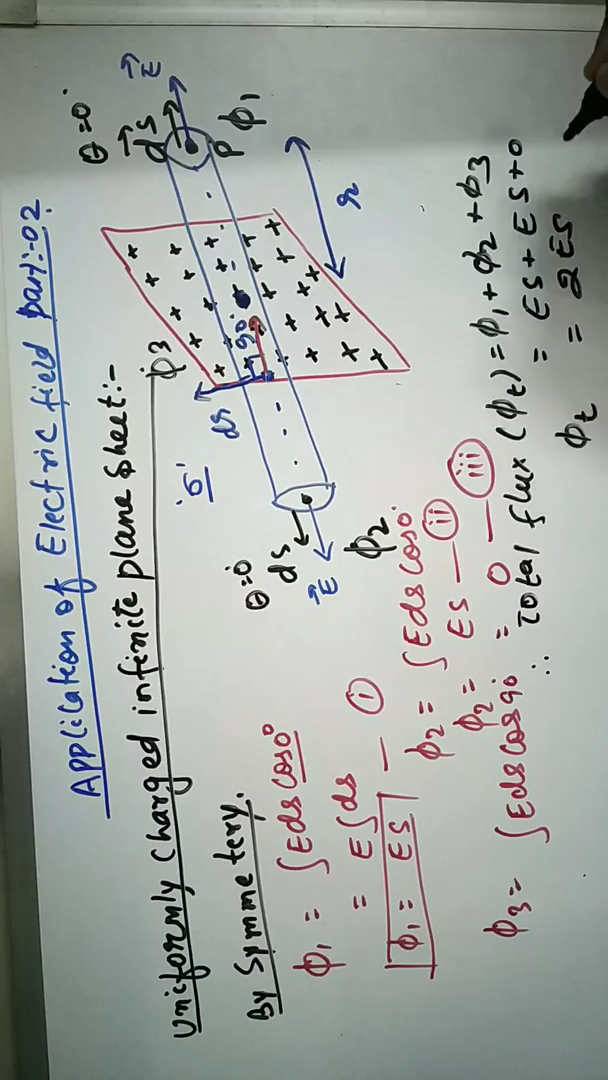 Application of Electric field part:-02
Uniformly Charged infinite plane Sheet:-
By Symmetery.
ϕ1 = ∫Eds cos0°
= E∫ds
ϕ1 = ES — (i)
ϕ2 = ∫Eds cos0°
ϕ2 = ES — (ii)
ϕ3 = ∫Eds cos90° = 0 — (iii)
∴ Total flux (ϕt) = ϕ1 + ϕ2 + ϕ3
= ES + ES + 0
ϕt = 2ES
θ=0°
ds
E
ϕ2
'σ'
ds
ϕ3
90°
r
θ=0°
ds
E
P
ϕ1